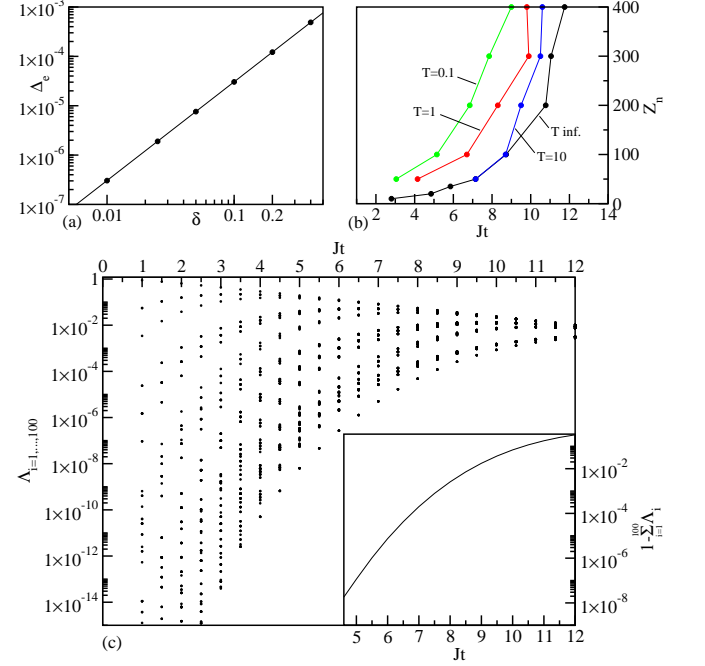 1×10⁻³
1×10⁻⁴
1×10⁻⁵
1×10⁻⁶
1×10⁻⁷
Δₑ
0.01
0.1
0.2
δ
(a)
T=0.1
T=1
T=10
T inf.
400
300
200
100
0
Zₙ
2
4
6
8
10
12
14
Jt
(b)
Jt
0 1 2 3 4 5 6 7 8 9 10 11 12
1
1×10⁻²
1×10⁻⁴
1×10⁻⁶
1×10⁻⁸
1×10⁻¹⁰
1×10⁻¹²
1×10⁻¹⁴
Λi=1,...,100
(c)
1×10⁻²
1×10⁻⁴
1×10⁻⁶
1×10⁻⁸
1-ΣΛi
100
i=1
5 6 7 8 9 10 11 12
Jt